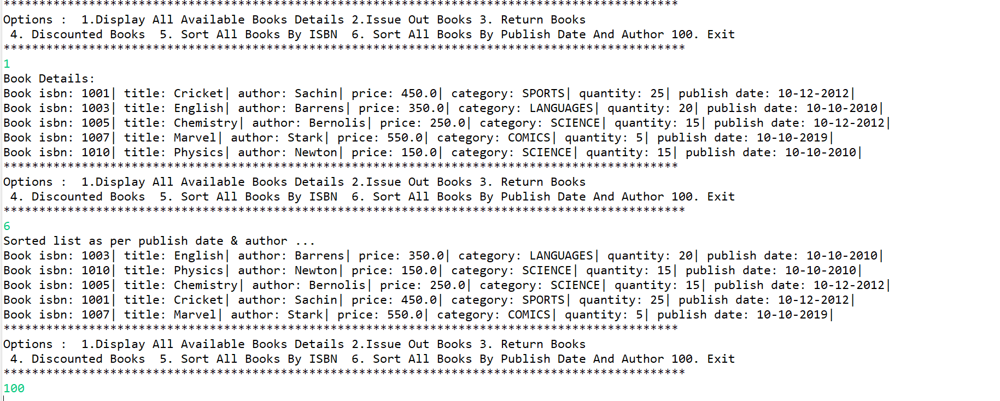 ***********************************************************************************************
Options :  1.Display All Available Books Details 2.Issue Out Books 3. Return Books
 4. Discounted Books  5. Sort All Books By ISBN  6. Sort All Books By Publish Date And Author 100. Exit
************************************************************************************************
1
Book Details:
Book isbn: 1001| title: Cricket| author: Sachin| price: 450.0| category: SPORTS| quantity: 25| publish date: 10-12-2012|
Book isbn: 1003| title: English| author: Barrens| price: 350.0| category: LANGUAGES| quantity: 20| publish date: 10-10-2010|
Book isbn: 1005| title: Chemistry| author: Bernolis| price: 250.0| category: SCIENCE| quantity: 15| publish date: 10-12-2012|
Book isbn: 1007| title: Marvel| author: Stark| price: 550.0| category: COMICS| quantity: 5| publish date: 10-10-2019|
Book isbn: 1010| title: Physics| author: Newton| price: 150.0| category: SCIENCE| quantity: 15| publish date: 10-10-2010|
***********************************************************************************************
Options :  1.Display All Available Books Details 2.Issue Out Books 3. Return Books
 4. Discounted Books  5. Sort All Books By ISBN  6. Sort All Books By Publish Date And Author 100. Exit
************************************************************************************************
6
Sorted list as per publish date & author ...
Book isbn: 1003| title: English| author: Barrens| price: 350.0| category: LANGUAGES| quantity: 20| publish date: 10-10-2010|
Book isbn: 1010| title: Physics| author: Newton| price: 150.0| category: SCIENCE| quantity: 15| publish date: 10-10-2010|
Book isbn: 1005| title: Chemistry| author: Bernolis| price: 250.0| category: SCIENCE| quantity: 15| publish date: 10-12-2012|
Book isbn: 1001| title: Cricket| author: Sachin| price: 450.0| category: SPORTS| quantity: 25| publish date: 10-12-2012|
Book isbn: 1007| title: Marvel| author: Stark| price: 550.0| category: COMICS| quantity: 5| publish date: 10-10-2019|
***********************************************************************************************
Options :  1.Display All Available Books Details 2.Issue Out Books 3. Return Books
 4. Discounted Books  5. Sort All Books By ISBN  6. Sort All Books By Publish Date And Author 100. Exit
************************************************************************************************
100